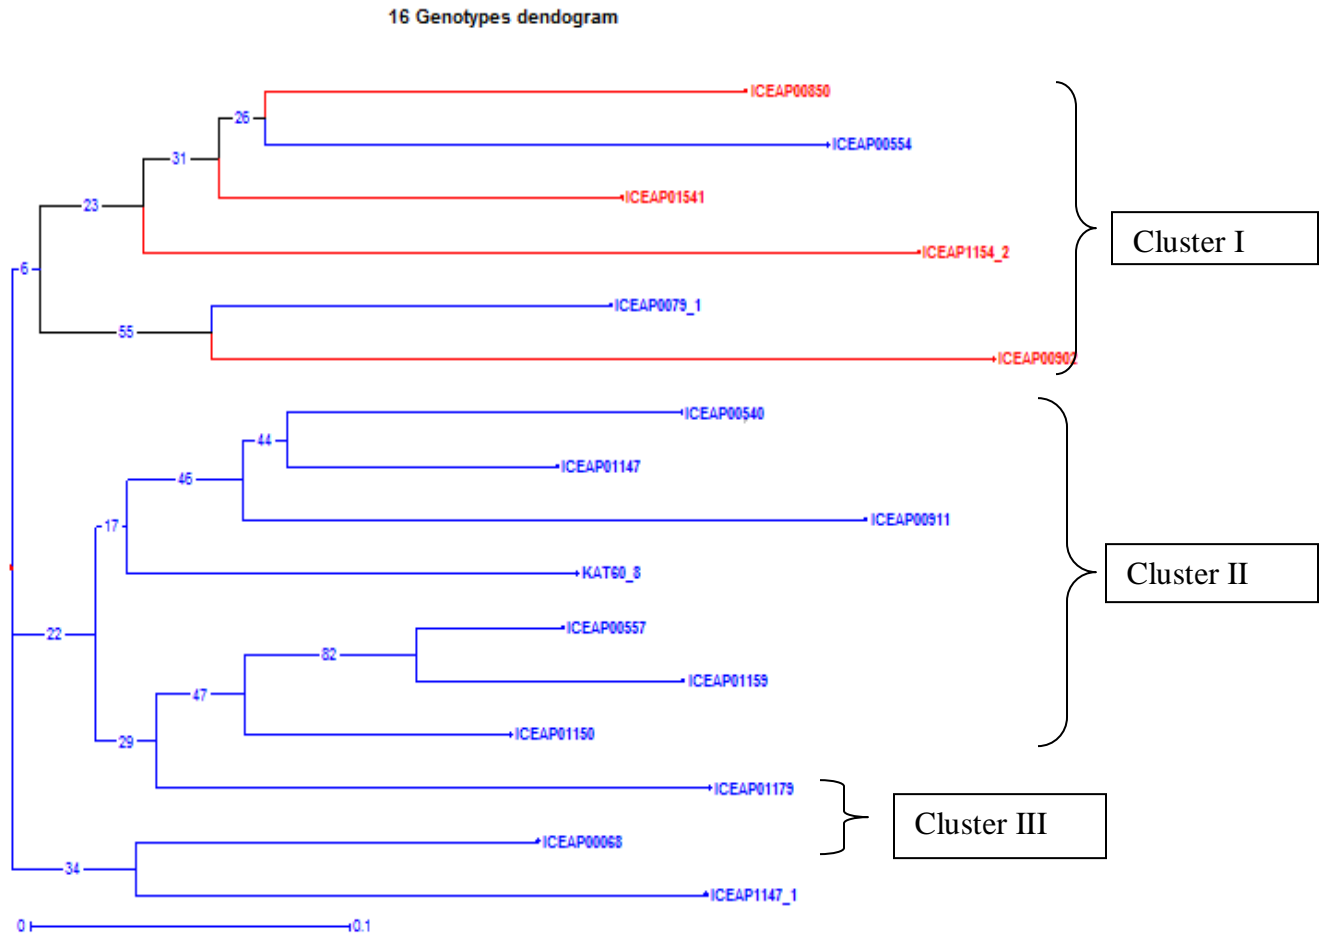 16 Genotypes dendogram
ICEAP00850
26
ICEAP00554
31
ICEAP01541
23
ICEAP1154_2
Cluster I
6
ICEAP0079_1
55
ICEAP00902
ICEAP00540
44
ICEAP01147
46
ICEAP00911
17
KAT60_8
Cluster II
ICEAP00557
22
82
ICEAP01159
47
ICEAP01150
29
ICEAP01179
Cluster III
ICEAP00068
34
ICEAP1147_1
0 0.1